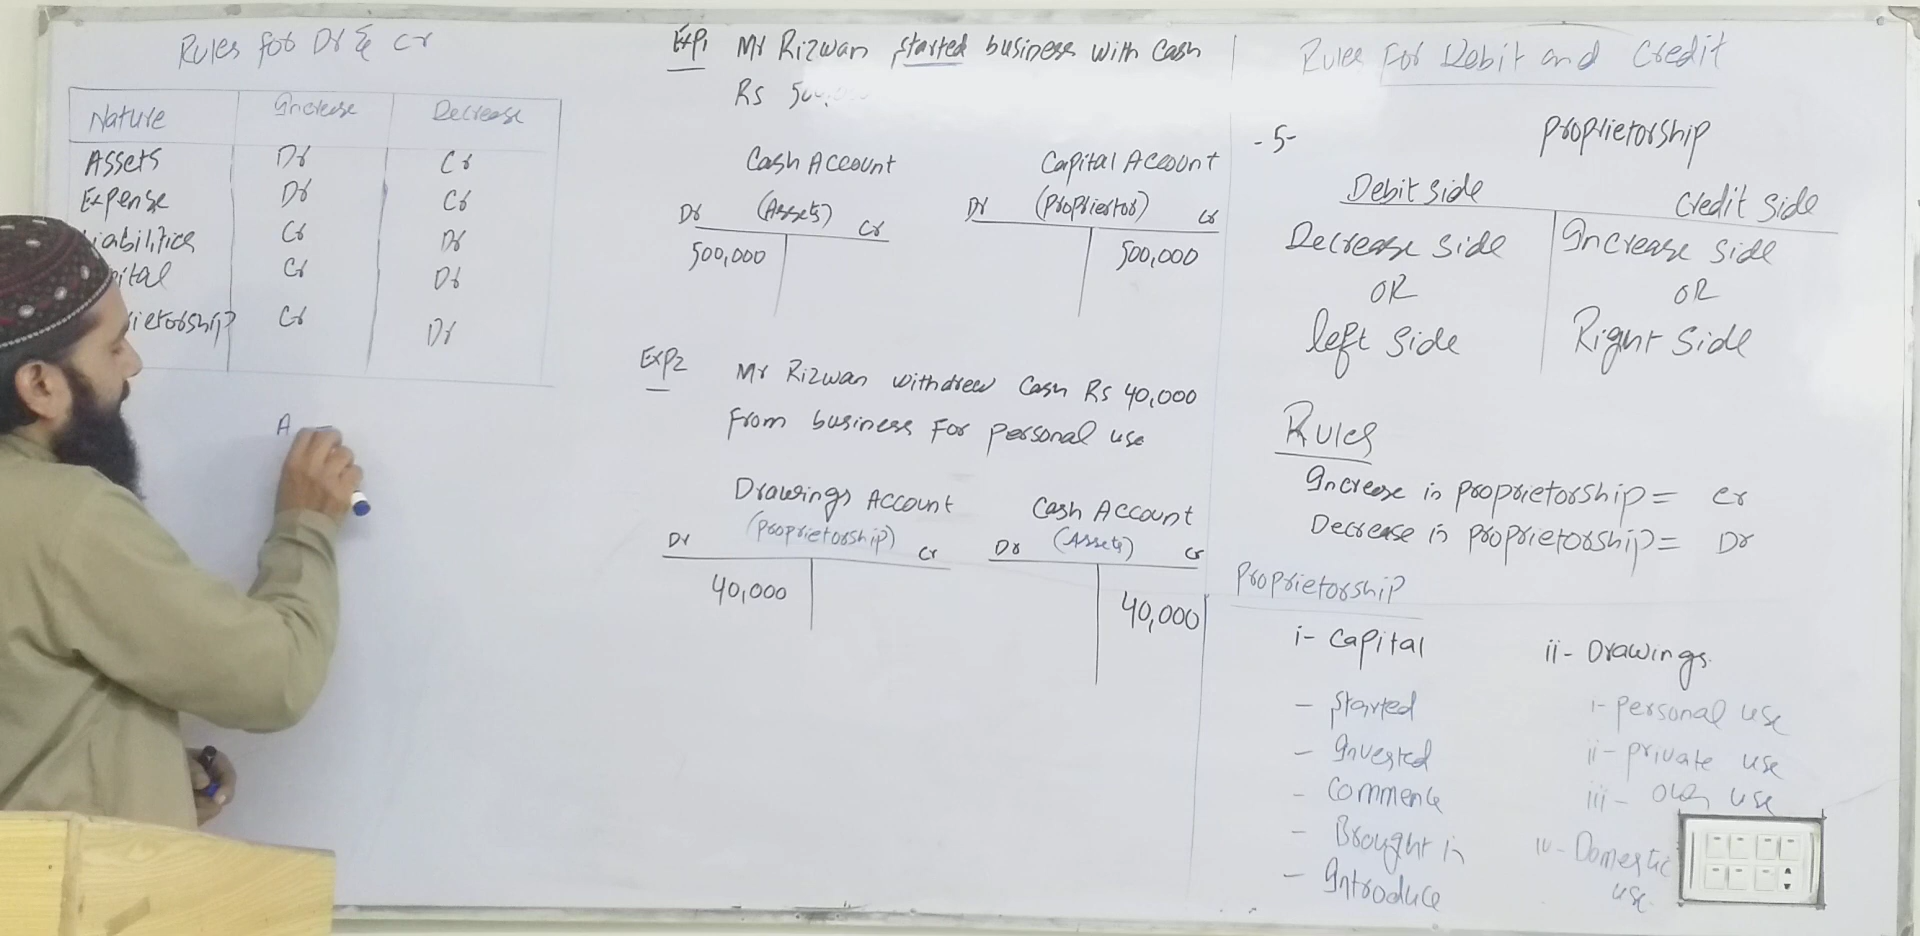 Rules for Dr & Cr
Nature Increase Decrease
Assets Dr Cr
Expense Dr Cr
iabilities Cr Dr
pital Cr Dr
rietorship Cr Dr
A
Exp1 Mr Rizwan started business with Cash
Rs 500,0
Cash Account
(Assets)
Dr Cr
500,000
Capital Account
(Proprietor)
Dr Cr
500,000
Exp2 Mr Rizwan withdrew Cash Rs 40,000
From business For personal use
Drawings Account
(proprietorship)
Dr Cr
40,000
Cash Account
(Assets)
Dr Cr
40,000
Rules For Debit and Credit
-5- Proprietorship
Debit side Credit Side
Decrease side Increase side
OR OR
left Side Right Side
Rules
Increase in proprietorship = Cr
Decrease in proprietorship = Dr
Proprietorship
i- Capital
- Started
- Invested
- Commence
- Brought in
- Introduce
ii- Drawings.
i- personal use
ii- private use
iii- own use
iv- Domestic
use.